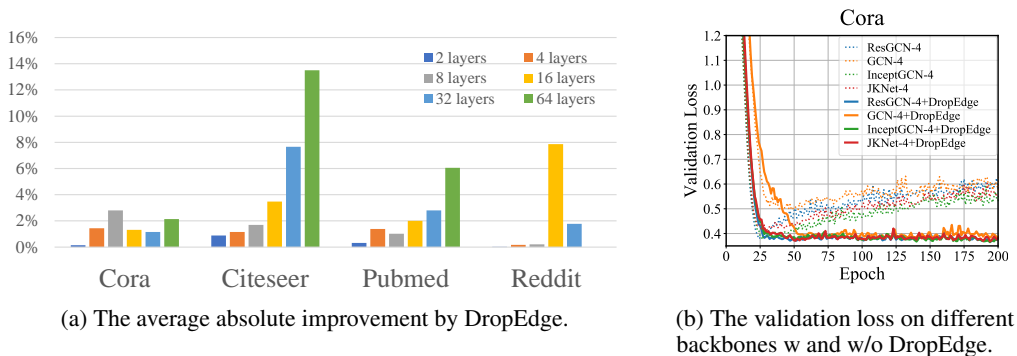 16%
14%
12%
10%
8%
6%
4%
2%
0%
2 layers 4 layers
8 layers 16 layers
32 layers 64 layers
Cora Citeseer Pubmed Reddit
(a) The average absolute improvement by DropEdge.
Cora
Validation Loss
1.2
1.1
1.0
0.9
0.8
0.7
0.6
0.5
0.4
ResGCN-4
GCN-4
InceptGCN-4
JKNet-4
ResGCN-4+DropEdge
GCN-4+DropEdge
InceptGCN-4+DropEdge
JKNet-4+DropEdge
0 25 50 75 100 125 150 175 200
Epoch
(b) The validation loss on different
backbones w and w/o DropEdge.